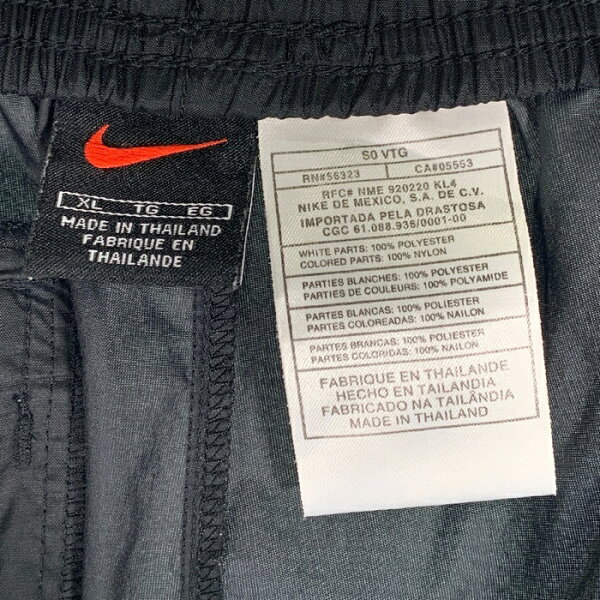 XL TG EG
MADE IN THAILAND
FABRIQUE EN
THAILANDE
S0 VTG
RN#56323 CA#05553
RFC# NME 920220 KL4
NIKE DE MEXICO, S.A. DE C.V.
IMPORTADA PELA DRASTOSA
CGC 61.088.936/0001-00
WHITE PARTS: 100% POLYESTER
COLORED PARTS: 100% NYLON
PARTIES BLANCHES: 100% POLYESTER
PARTIES DE COULEURS: 100% POLYAMIDE
PARTES BLANCAS: 100% POLIESTER
PARTES COLOREADAS: 100% NAILON
PARTES BRANCAS: 100% POLIESTER
PARTES COLORIDAS: 100% NAILON
FABRIQUE EN THAILANDE
HECHO EN TAILANDIA
FABRICADO NA TAILÂNDIA
MADE IN THAILAND